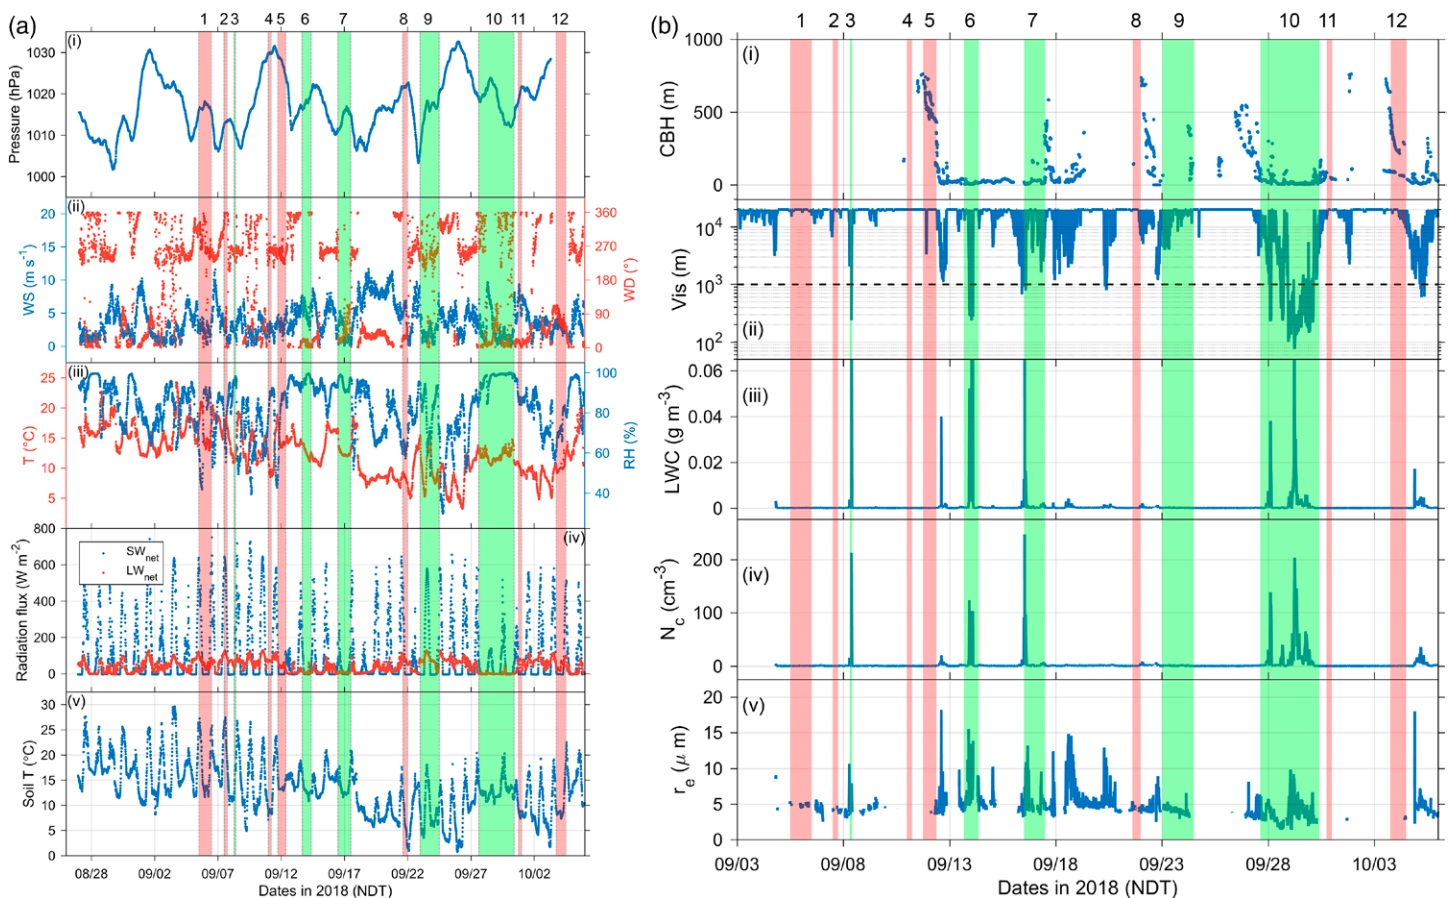 (a)
1 2 3 4 5 6 7 8 9 10 11 12
(i)
Pressure (hPa)
1030
1020
1010
1000
(ii)
WS (m s-1)
20
15
10
5
0
360
270
180
90
0
WD (°)
(iii)
T (°C)
25
20
15
10
5
100
80
60
40
RH (%)
(iv)
Radiation flux (W m-2)
800
600
400
200
0
SWnet
LWnet
(v)
Soil T (°C)
30
25
20
15
10
5
0
08/28 09/02 09/07 09/12 09/17 09/22 09/27 10/02
Dates in 2018 (NDT)
(b)
1 2 3 4 5 6 7 8 9 10 11 12
(i)
CBH (m)
1000
500
0
(ii)
Vis (m)
104
103
102
(iii)
LWC (g m-3)
0.06
0.04
0.02
0
(iv)
Nc (cm-3)
200
100
0
(v)
re (μ m)
20
15
10
5
0
09/03 09/08 09/13 09/18 09/23 09/28 10/03
Dates in 2018 (NDT)